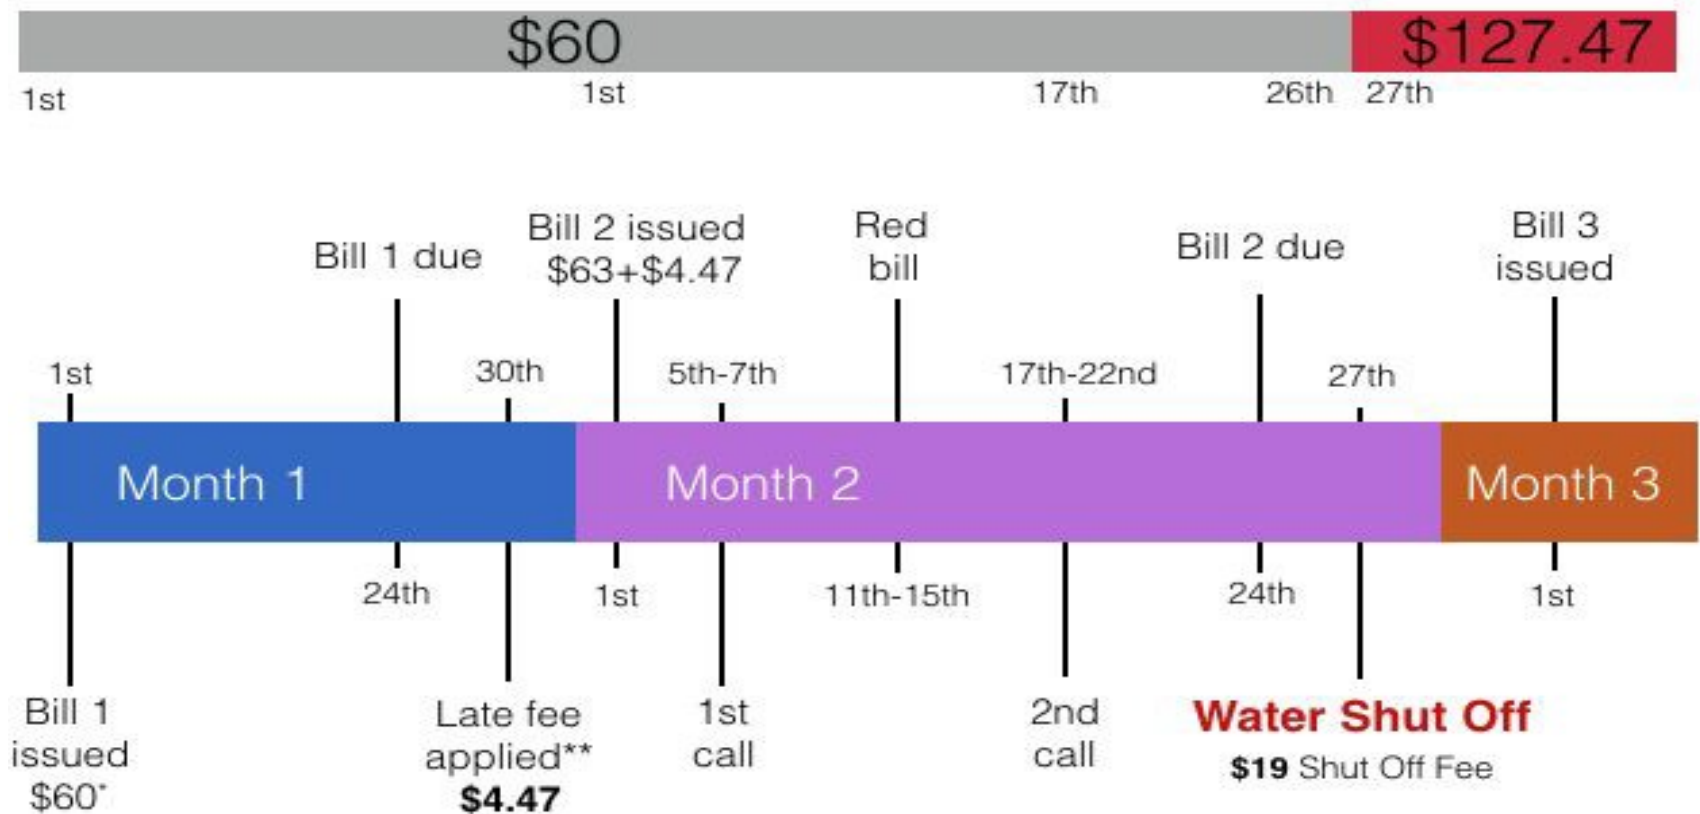 $60
$127.47
1st
1st
17th
26th
27th
Bill 1 due
Bill 2 issued
$63+$4.47
Red
bill
Bill 2 due
Bill 3
issued
1st
30th
5th-7th
17th-22nd
27th
Month 1
Month 2
Month 3
24th
1st
11th-15th
24th
1st
Bill 1
issued
$60*
Late fee
applied**
$4.47
1st
call
2nd
call
Water Shut Off
$19 Shut Off Fee